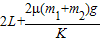 2L+ 2μ(m₁+m₂)g / K